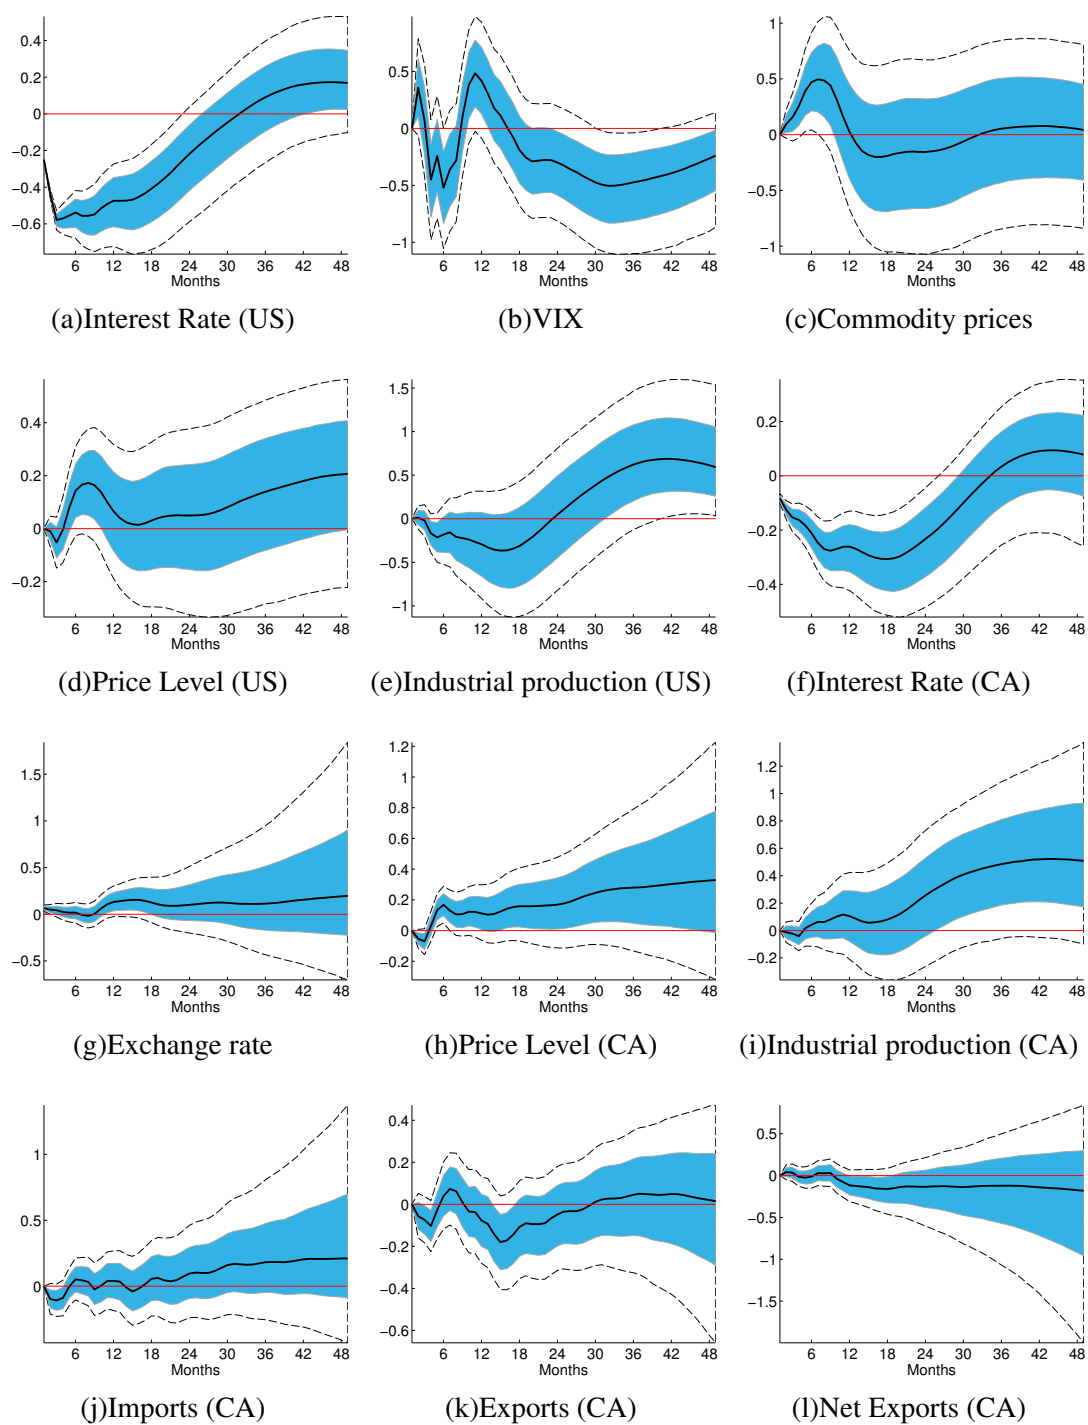 0.4
0.2
0
−0.2
−0.4
−0.6
6 12 18 24 30 36 42 48
Months
(a)Interest Rate (US)
0.5
0
−0.5
−1
6 12 18 24 30 36 42 48
Months
(b)VIX
1
0.5
0
−0.5
−1
6 12 18 24 30 36 42 48
Months
(c)Commodity prices
0.4
0.2
0
−0.2
6 12 18 24 30 36 42 48
Months
(d)Price Level (US)
1.5
1
0.5
0
−0.5
−1
6 12 18 24 30 36 42 48
Months
(e)Industrial production (US)
0.2
0
−0.2
−0.4
6 12 18 24 30 36 42 48
Months
(f)Interest Rate (CA)
1.5
1
0.5
0
−0.5
6 12 18 24 30 36 42 48
Months
(g)Exchange rate
1.2
1
0.8
0.6
0.4
0.2
0
−0.2
6 12 18 24 30 36 42 48
Months
(h)Price Level (CA)
1.2
1
0.8
0.6
0.4
0.2
0
−0.2
6 12 18 24 30 36 42 48
Months
(i)Industrial production (CA)
1
0.5
0
6 12 18 24 30 36 42 48
Months
(j)Imports (CA)
0.4
0.2
0
−0.2
−0.4
−0.6
6 12 18 24 30 36 42 48
Months
(k)Exports (CA)
0.5
0
−0.5
−1
−1.5
6 12 18 24 30 36 42 48
Months
(l)Net Exports (CA)